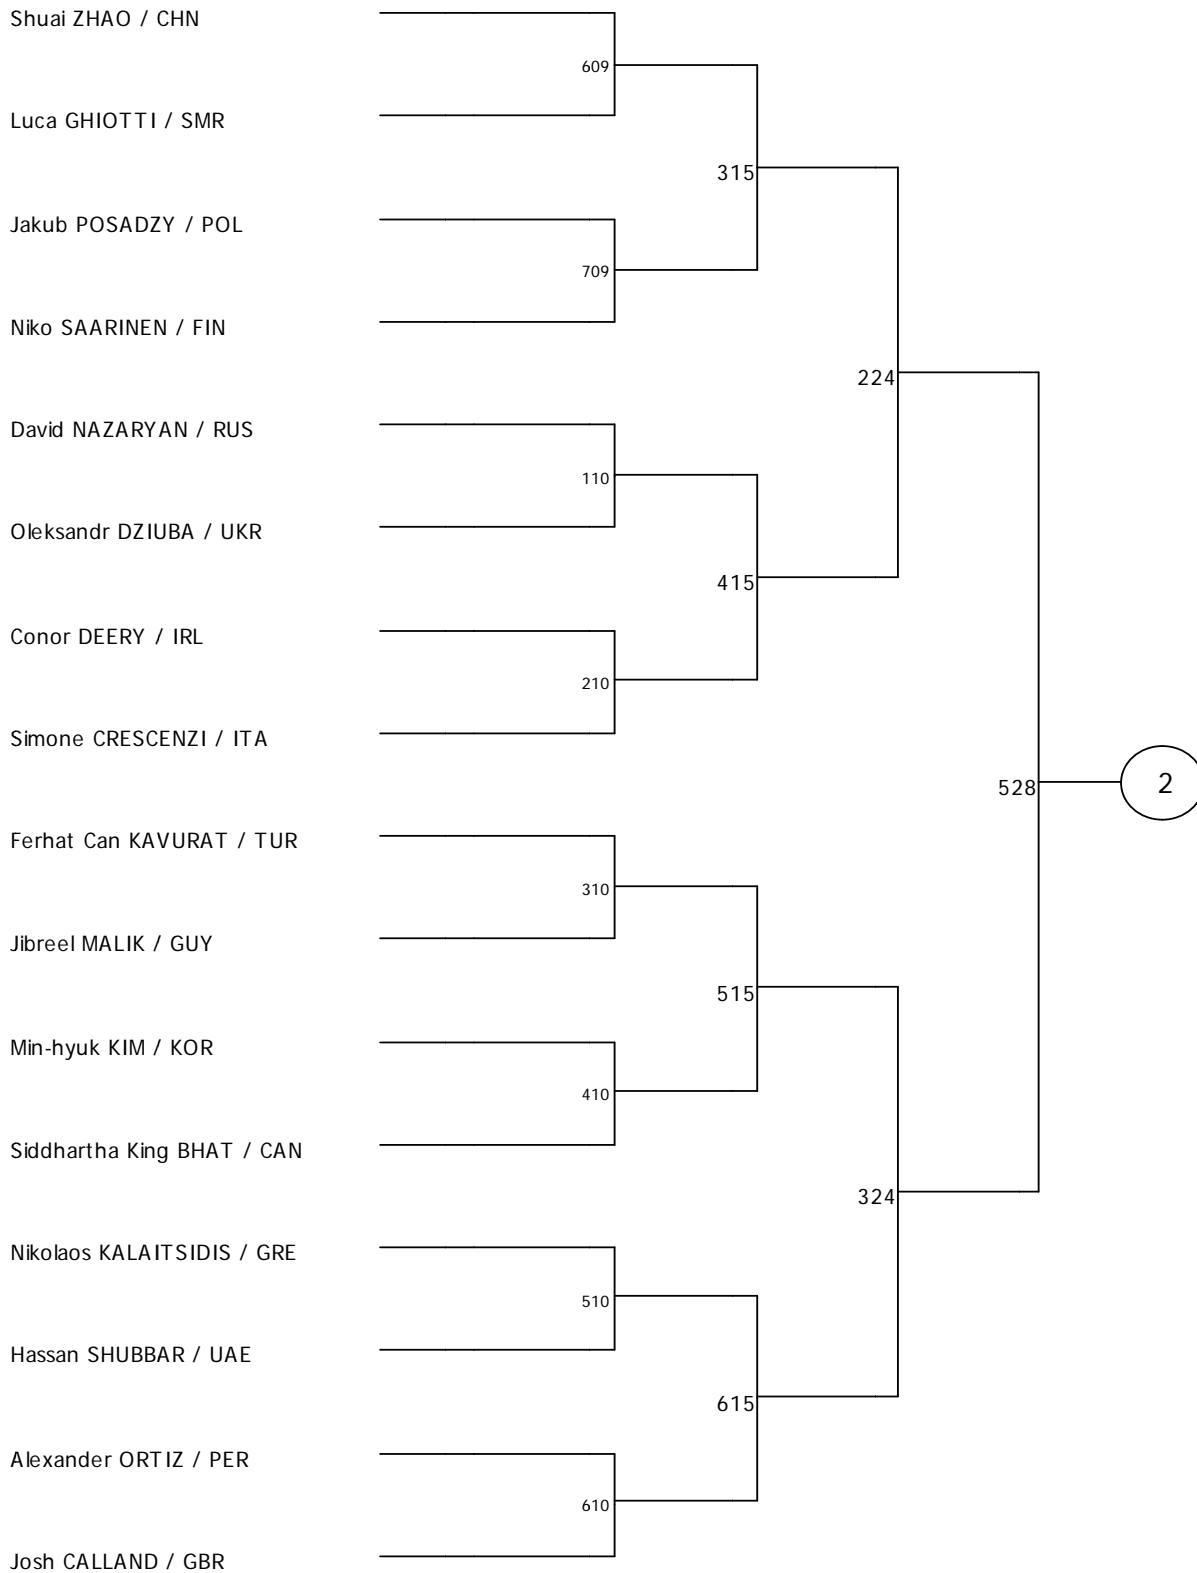 Shuai ZHAO / CHN
609
Luca GHIOTTI / SMR
315
Jakub POSADZY / POL
709
Niko SAARINEN / FIN
224
David NAZARYAN / RUS
110
Oleksandr DZIUBA / UKR
415
Conor DEERY / IRL
210
Simone CRESCENZI / ITA
528
2
Ferhat Can KAVURAT / TUR
310
Jibreel MALIK / GUY
515
Min-hyuk KIM / KOR
410
Siddhartha King BHAT / CAN
324
Nikolaos KALAITSIDIS / GRE
510
Hassan SHUBBAR / UAE
615
Alexander ORTIZ / PER
610
Josh CALLAND / GBR